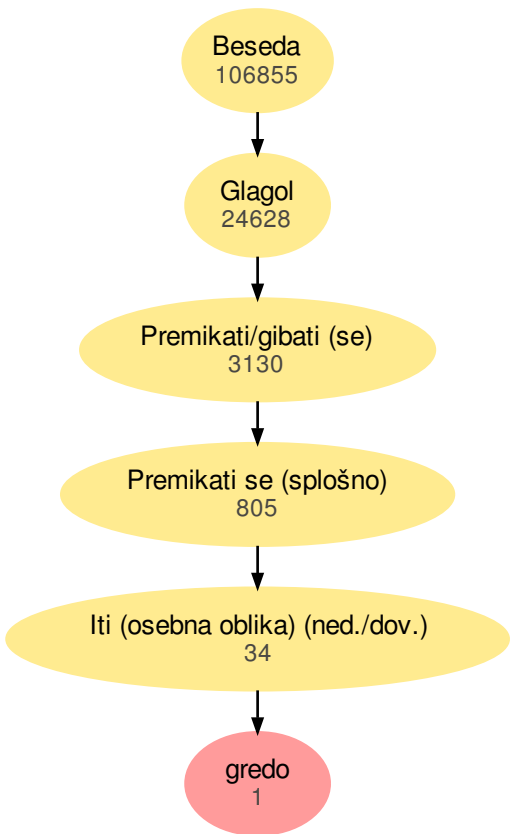 Beseda
106855
Glagol
24628
Premikati/gibati (se)
3130
Premikati se (splošno)
805
Iti (osebna oblika) (ned./dov.)
34
gredo
1